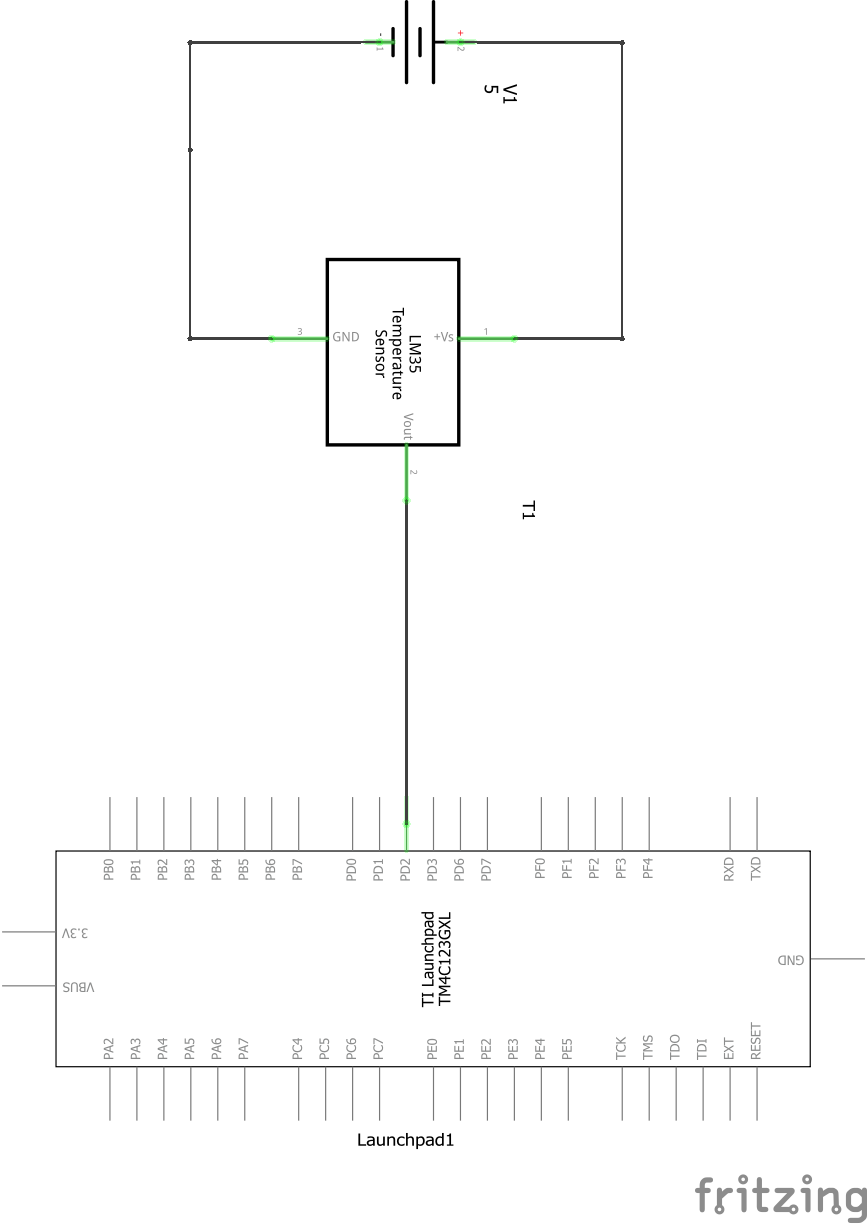 -
1
+
2
V1
5
3
GND
LM35
Temperature
Sensor
+Vs
1
Vout
2
T1
PB0
PB1
PB2
PB3
PB4
PB5
PB6
PB7
PD0
PD1
PD2
PD3
PD6
PD7
PF0
PF1
PF2
PF3
PF4
RXD
TXD
3.3V
VBUS
TI Launchpad
TM4C123GXL
GND
PA2
PA3
PA4
PA5
PA6
PA7
PC4
PC5
PC6
PC7
PE0
PE1
PE2
PE3
PE4
PE5
TCK
TMS
TDO
TDI
EXT
RESET
Launchpad1
fritzing